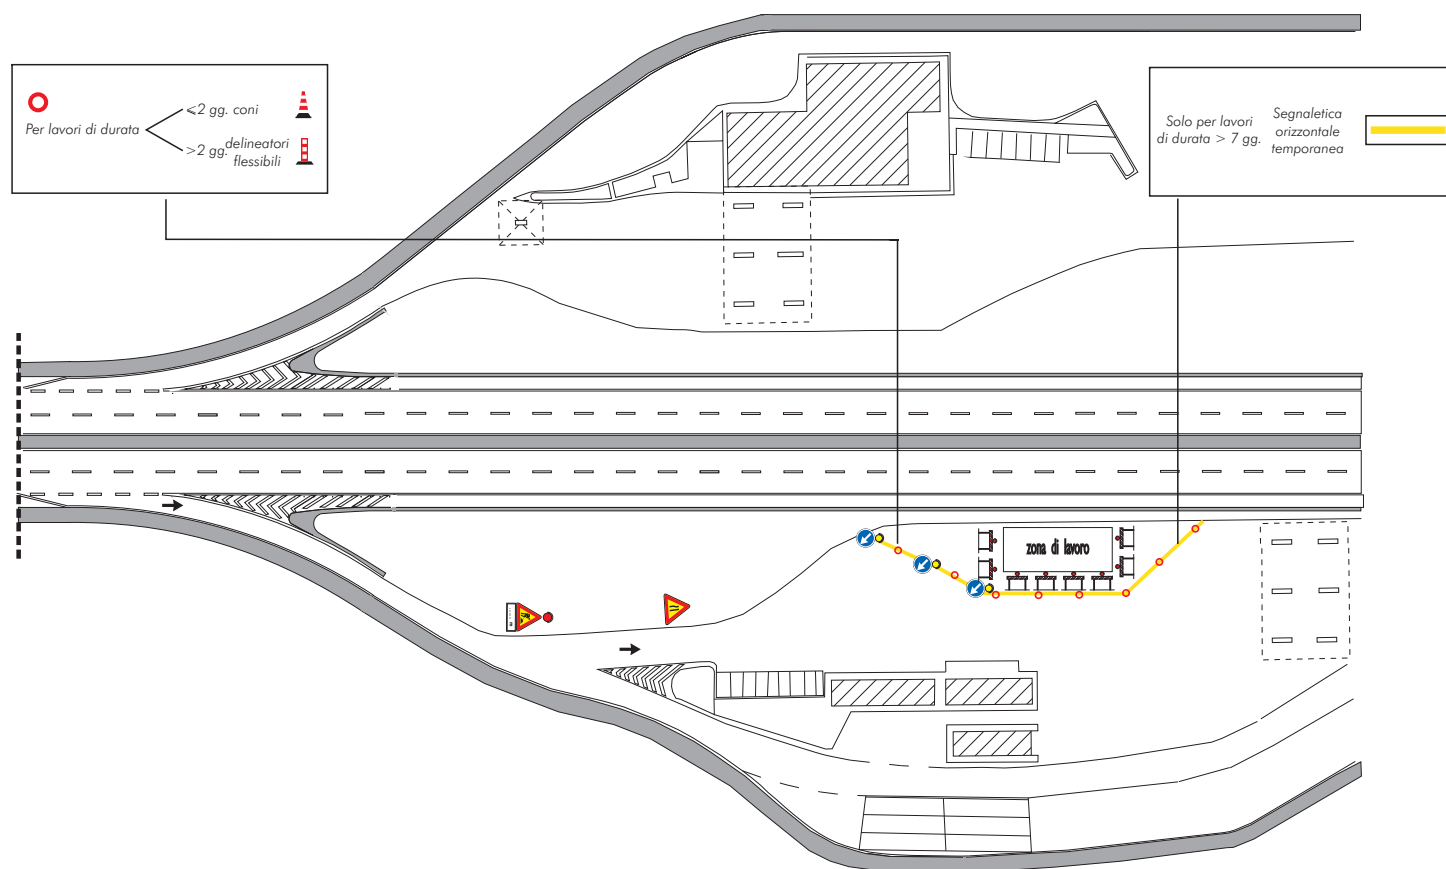 Per lavori di durata
⩽2 gg. coni
>2 gg. delineatori
flessibili
Solo per lavori
di durata > 7 gg.
Segnaletica
orizzontale
temporanea
zona di lavoro